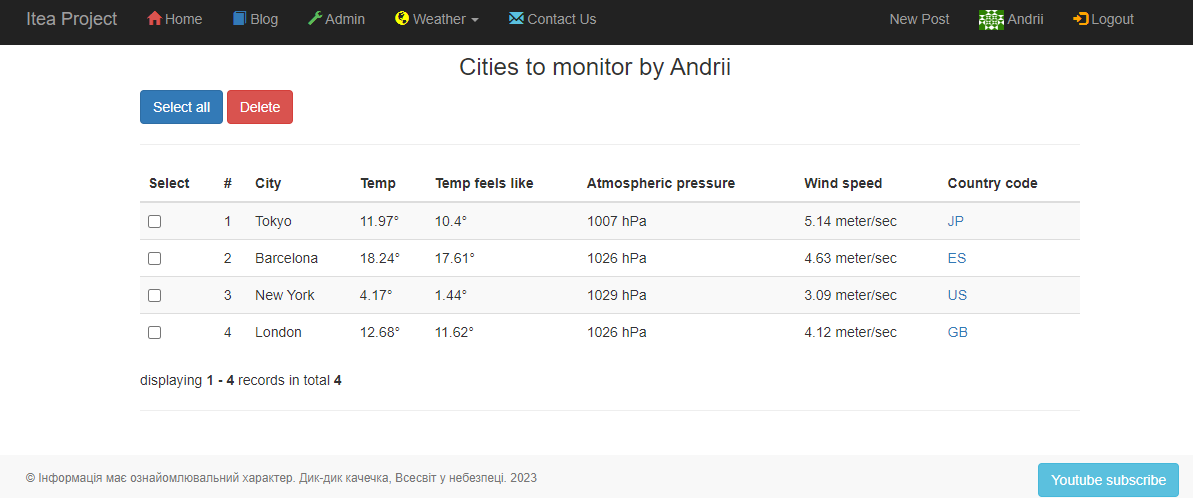 Itea Project Home Blog Admin Weather Contact Us New Post Andrii Logout
Cities to monitor by Andrii
Select all Delete
Select # City Temp Temp feels like Atmospheric pressure Wind speed Country code
1 Tokyo 11.97° 10.4° 1007 hPa 5.14 meter/sec JP
2 Barcelona 18.24° 17.61° 1026 hPa 4.63 meter/sec ES
3 New York 4.17° 1.44° 1029 hPa 3.09 meter/sec US
4 London 12.68° 11.62° 1026 hPa 4.12 meter/sec GB
displaying 1 - 4 records in total 4
© Інформація має ознайомлювальний характер. Дик-дик качечка, Всесвіт у небезпеці. 2023 Youtube subscribe